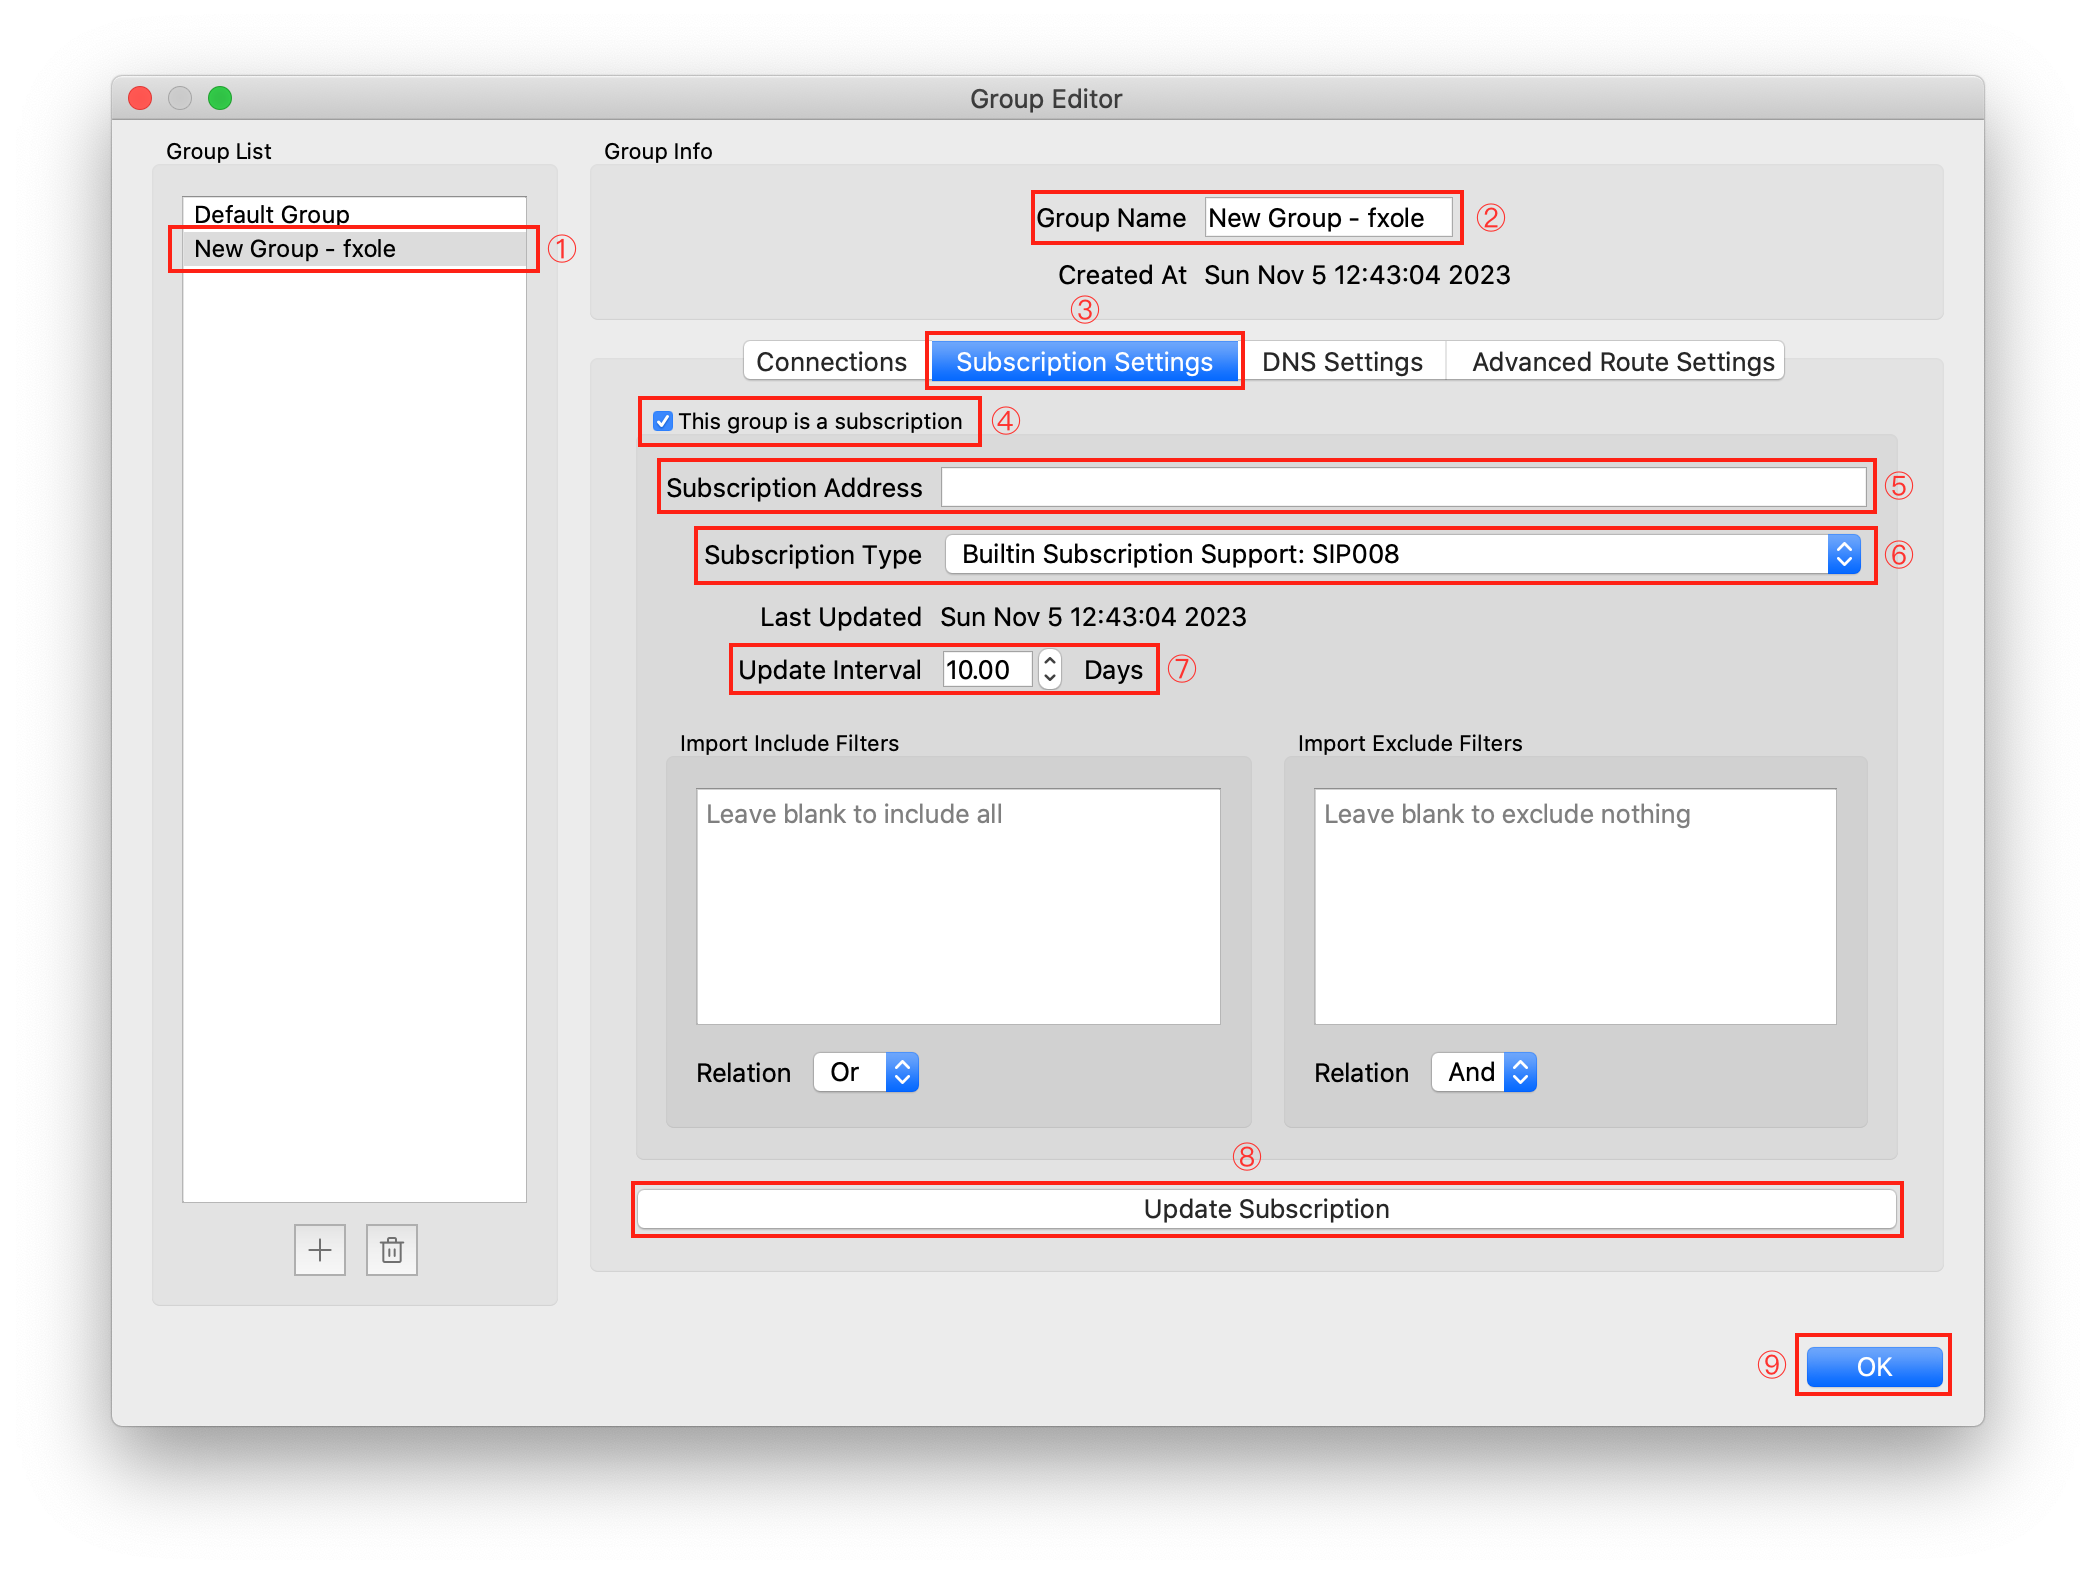 Group Editor
Group List
Default Group
New Group - fxole ①
Group Info
Group Name New Group - fxole ②
Created At Sun Nov 5 12:43:04 2023
③
Connections Subscription Settings DNS Settings Advanced Route Settings
This group is a subscription ④
Subscription Address ⑤
Subscription Type Builtin Subscription Support: SIP008 ⑥
Last Updated Sun Nov 5 12:43:04 2023
Update Interval 10.00 Days ⑦
Import Include Filters
Leave blank to include all
Relation Or
Import Exclude Filters
Leave blank to exclude nothing
Relation And
⑧
Update Subscription
⑨ OK